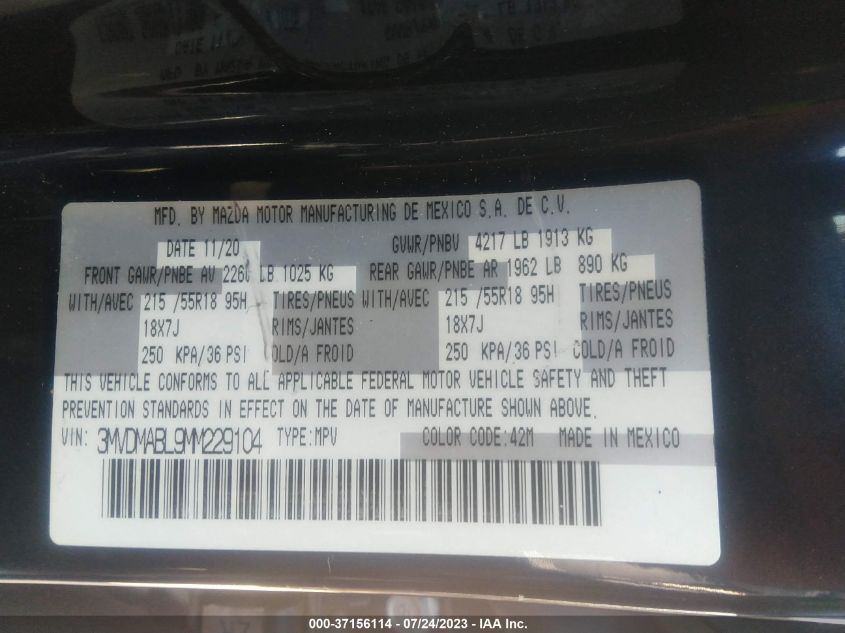 MFD. BY MAZDA MOTOR MANUFACTURING DE MEXICO S.A. DE C.V.
DATE 11/20 GVWR/PNBV 4217 LB 1913 KG
FRONT GAWR/PNBE AV 2260 LB 1025 KG REAR GAWR/PNBE AR 1962 LB 890 KG
WITH/AVEC 215 /55R18 95H TIRES/PNEUS WITH/AVEC 215 /55R18 95H TIRES/PNEUS
18X7J RIMS/JANTES 18X7J RIMS/JANTES
250 KPA/36 PSI COLD/A FROID 250 KPA/36 PSI COLD/A FROID
THIS VEHICLE CONFORMS TO ALL APPLICABLE FEDERAL MOTOR VEHICLE SAFETY AND THEFT
PREVENTION STANDARDS IN EFFECT ON THE DATE OF MANUFACTURE SHOWN ABOVE.
VIN: 3MVDMABL9MM229104 TYPE:MPV COLOR CODE:42M MADE IN MEXICO
000-37156114 - 07/24/2023 - IAA Inc.